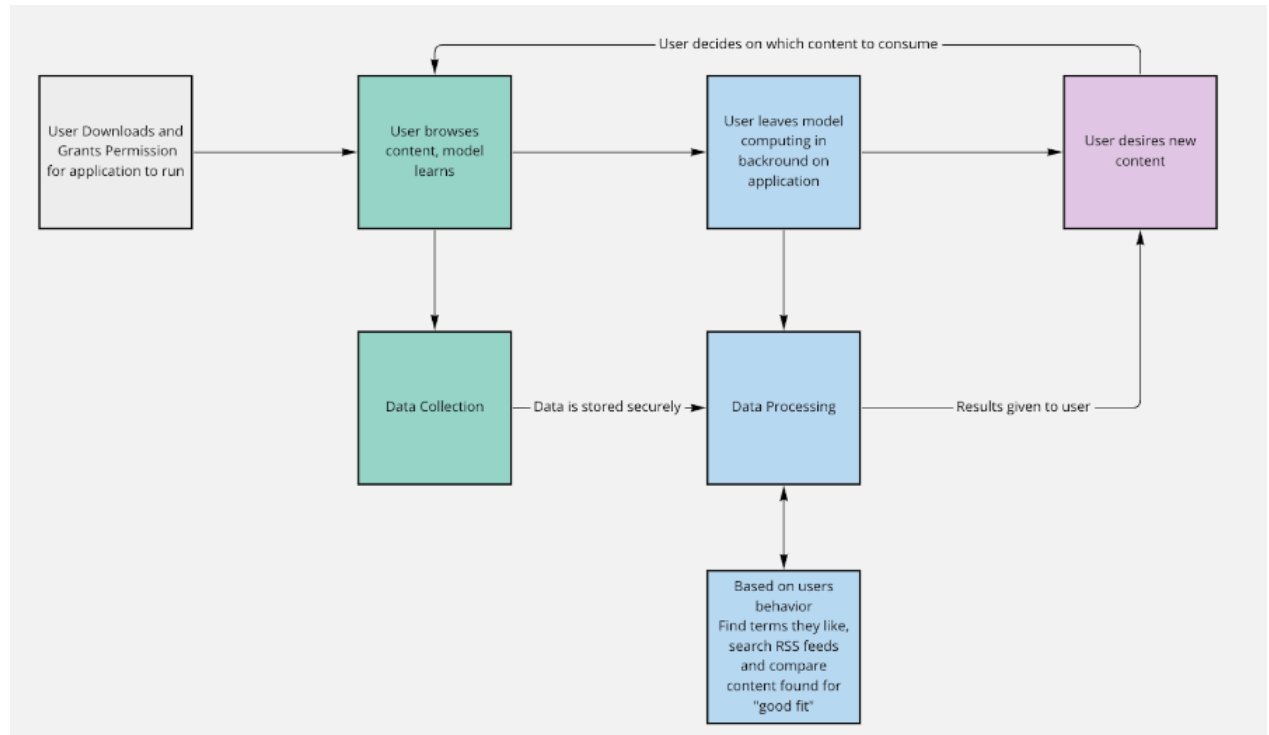 User decides on which content to consume
User Downloads and
Grants Permission
for application to run
User browses
content, model
learns
User leaves model
computing in
backround on
application
User desires new
content
Data Collection
Data is stored securely
Data Processing
Results given to user
Based on users
behavior
Find terms they like,
search RSS feeds
and compare
content found for
"good fit"